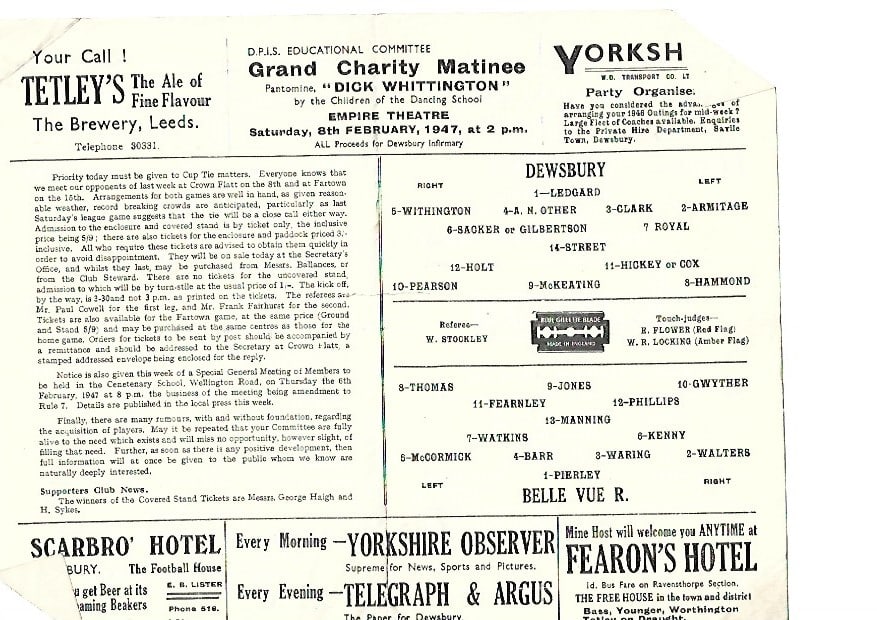 Your Call !
TETLEY'S The Ale of
Fine Flavour
The Brewery, Leeds.
Telephone 30331.
D.P.I.S. EDUCATIONAL COMMITTEE
Grand Charity Matinee
Pantomine, "DICK WHITTINGTON"
by the Children of the Dancing School
EMPIRE THEATRE
Saturday, 8th FEBRUARY, 1947, at 2 p.m.
ALL Proceeds for Dewsbury Infirmary
YORKSH
W.D. TRANSPORT CO. LT
Party Organise
Have you considered the of
arranging your 1946 Outings for mid-week ?
Large Fleet of Coaches available. Enquiries
to the Private Hire Department, Savile
Town, Dewsbury.
Priority today must be given to Cup Tie matters. Everyone knows that
we meet our opponents of last week at Crown Flatt on the 8th and at Fartown
on the 15th. Arrangements for both games are well in hand, as given reason-
able weather, record breaking crowds are anticipated, particularly as last
Saturday's league game suggests that the tie will be a close call either way.
Admission to the enclosure and covered stand is by ticket only, the inclusive
price being 5/9 ; there are also tickets for the enclosure and paddock priced 3/-
inclusive. All who require these tickets are advised to obtain them quickly in
order to avoid disappointment. They will be on sale today at the Secretary's
Office, and whilst they last, may be purchased from Messrs. Ballances, or
from the Club Steward. There are no tickets for the uncovered stand,
admission to which will be by turn-stile at the usual price of 1/-. The kick off,
by the way, is 3-30and not 3 p.m. as printed on the tickets. The referees are
Mr. Paul Cowell for the first leg, and Mr. Frank Fairhurst for the second.
Tickets are also available for the Fartown game, at the same price (Ground
and Stand 5/9) and may be purchased at the same centres as those for the
home game. Orders for tickets to be sent by post should be accompanied by
a remittance and should be addressed to the Secretary at Crown Flatt, a
stamped addressed envelope being enclosed for the reply.
Notice is also given this week of a Special General Meeting of Members to
be held in the Cenetenary School, Wellington Road, on Thursday the 6th
February, 1947 at 8 p.m. the business of the meeting being amendment to
Rule 7. Details are published in the local press this week.
Finally, there are many rumours, with and without foundation, regarding
the acquisition of players. May it be repeated that your Committee are fully
alive to the need which exists and will miss no opportunity, however slight, of
filling that need. Further, as soon as there is any positive development, then
full information will at once be given to the public whom we know are
naturally deeply interested.
Supporters Club News.
The winners of the Covered Stand Tickets are Messrs. George Haigh and
H. Sykes.
DEWSBURY
RIGHT LEFT
1—LEDGARD
5-WITHINGTON 4-A. N. OTHER 3-CLARK 2-ARMITAGE
6-SACKER or GILBERTSON 7 ROYAL
14-STREET
12-HOLT 11-HICKEY or COX
10-PEARSON 9-McKEATING 8-HAMMOND
Referee—
W. STOCKLEY
BLUE GILLETTE BLADE
MADE IN ENGLAND
Touch-judges—
E. FLOWER (Red Flag)
W. R. LOCKING (Amber Flag)
8-THOMAS 9-JONES 10-GWYTHER
11-FEARNLEY 12-PHILLIPS
13-MANNING
7-WATKINS 6-KENNY
5-McCORMICK 4-BARR 3-WARING 2-WALTERS
1-PIERLEY
LEFT RIGHT
BELLE VUE R.
SCARBRO' HOTEL
BURY. The Football House
get Beer at its
aming Beakers
E. B. LISTER
Phone 518.
Every Morning —YORKSHIRE OBSERVER
Supreme for News, Sports and Pictures.
Every Evening —TELEGRAPH & ARGUS
The Paper for Dewsbury
Mine Host will welcome you ANYTIME at
FEARON'S HOTEL
1d. Bus Fare on Ravensthorpe Section.
THE FREE HOUSE in the town and district
Bass, Younger, Worthington
Tetley on Draught.